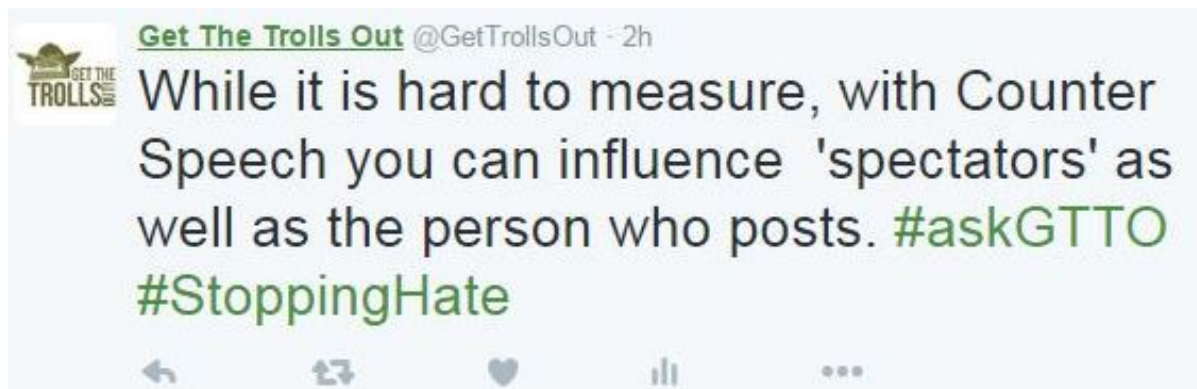 Get The Trolls Out @GetTrollsOut · 2h
GET THE
TROLLS OUT
While it is hard to measure, with Counter
Speech you can influence 'spectators' as
well as the person who posts. #askGTTO
#StoppingHate